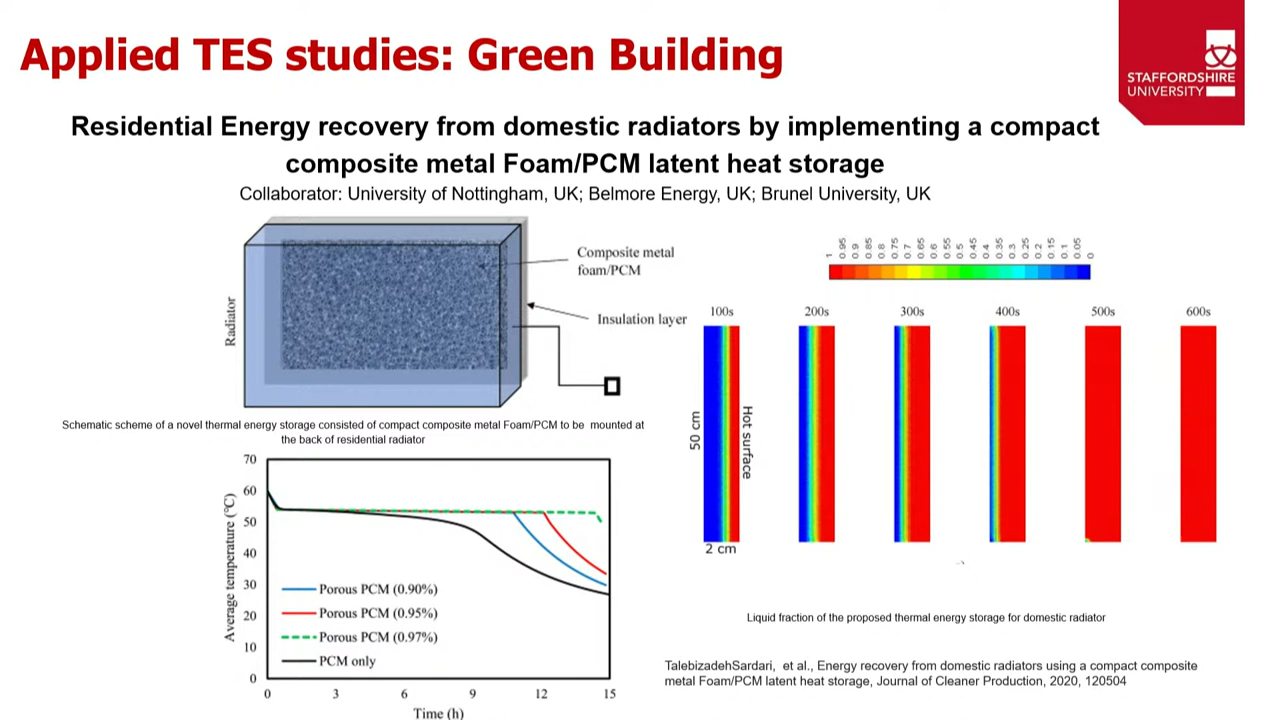 Applied TES studies: Green Building
STAFFORDSHIRE
UNIVERSITY
Residential Energy recovery from domestic radiators by implementing a compact
composite metal Foam/PCM latent heat storage
Collaborator: University of Nottingham, UK; Belmore Energy, UK; Brunel University, UK
Radiator
Composite metal
foam/PCM
Insulation layer
Schematic scheme of a novel thermal energy storage consisted of compact composite metal Foam/PCM to be mounted at
the back of residential radiator
Average temperature (°C)
70
60
50
40
30
20
10
0
Porous PCM (0.90%)
Porous PCM (0.95%)
Porous PCM (0.97%)
PCM only
0 3 6 9 12 15
Time (h)
1 0.95 0.9 0.85 0.8 0.75 0.7 0.65 0.6 0.55 0.5 0.45 0.4 0.35 0.3 0.25 0.2 0.15 0.1 0.05 0
100s 200s 300s 400s 500s 600s
50 cm
Hot surface
2 cm
Liquid fraction of the proposed thermal energy storage for domestic radiator
TalebizadehSardari, et al., Energy recovery from domestic radiators using a compact composite
metal Foam/PCM latent heat storage, Journal of Cleaner Production, 2020, 120504